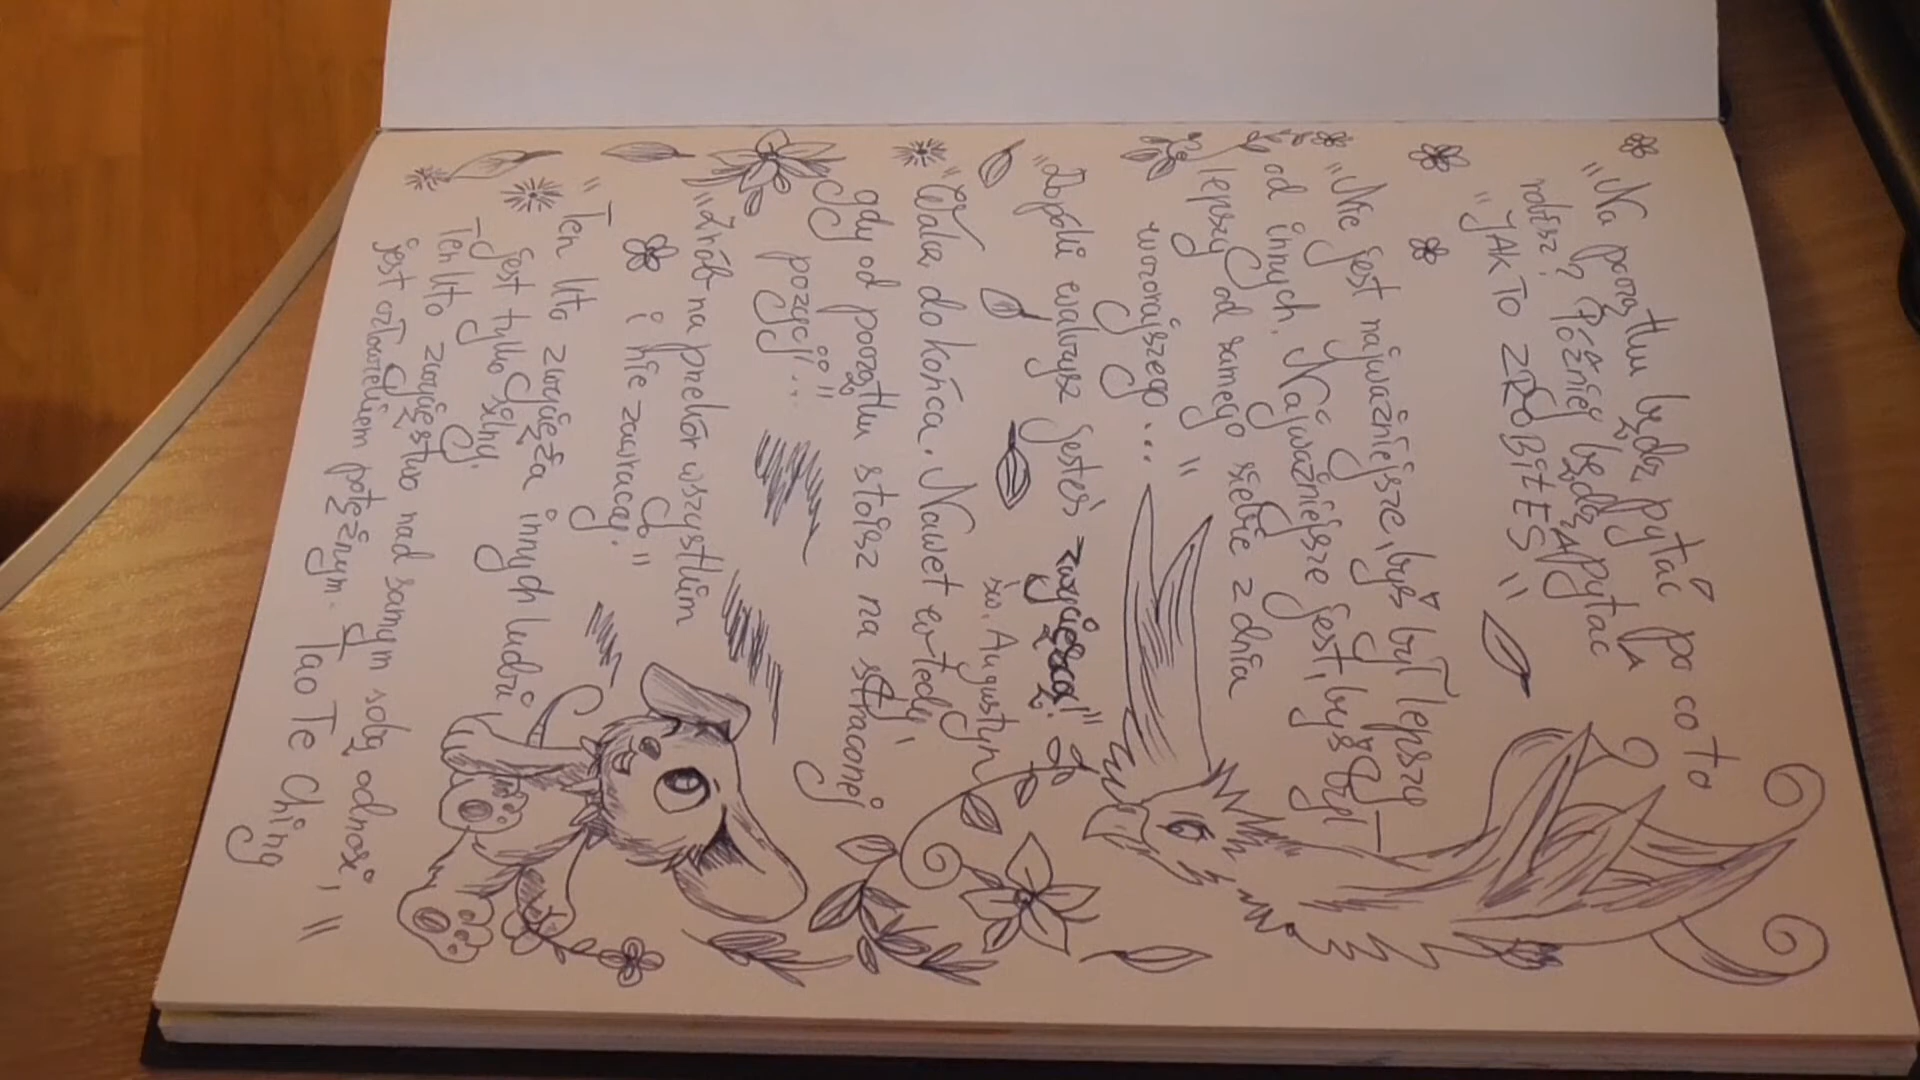 "Na początku będą pytać po co to
robisz? Później będą pytać
"JAK TO ZROBIŁEŚ"
"Nie jest najważniejsze, byś był lepszy
od innych. Najważniejsze jest, byś był
lepszy od samego siebie z dnia
wczorajszego..."
"Dopóki walczysz jesteś zwycięzcą!"
św. Augustyn
"Walcz do końca. Nawet wtedy,
gdy od początku stoisz na straconej
pozycji..."
"Zrób na przekór wszystkim
i nie zawracaj."
"Ten kto zwycięża innych ludzi
jest tylko silny.
Ten kto zwycięstwo nad samym sobą odnosi,
jest człowiekiem potężnym. "
Tao Te Ching